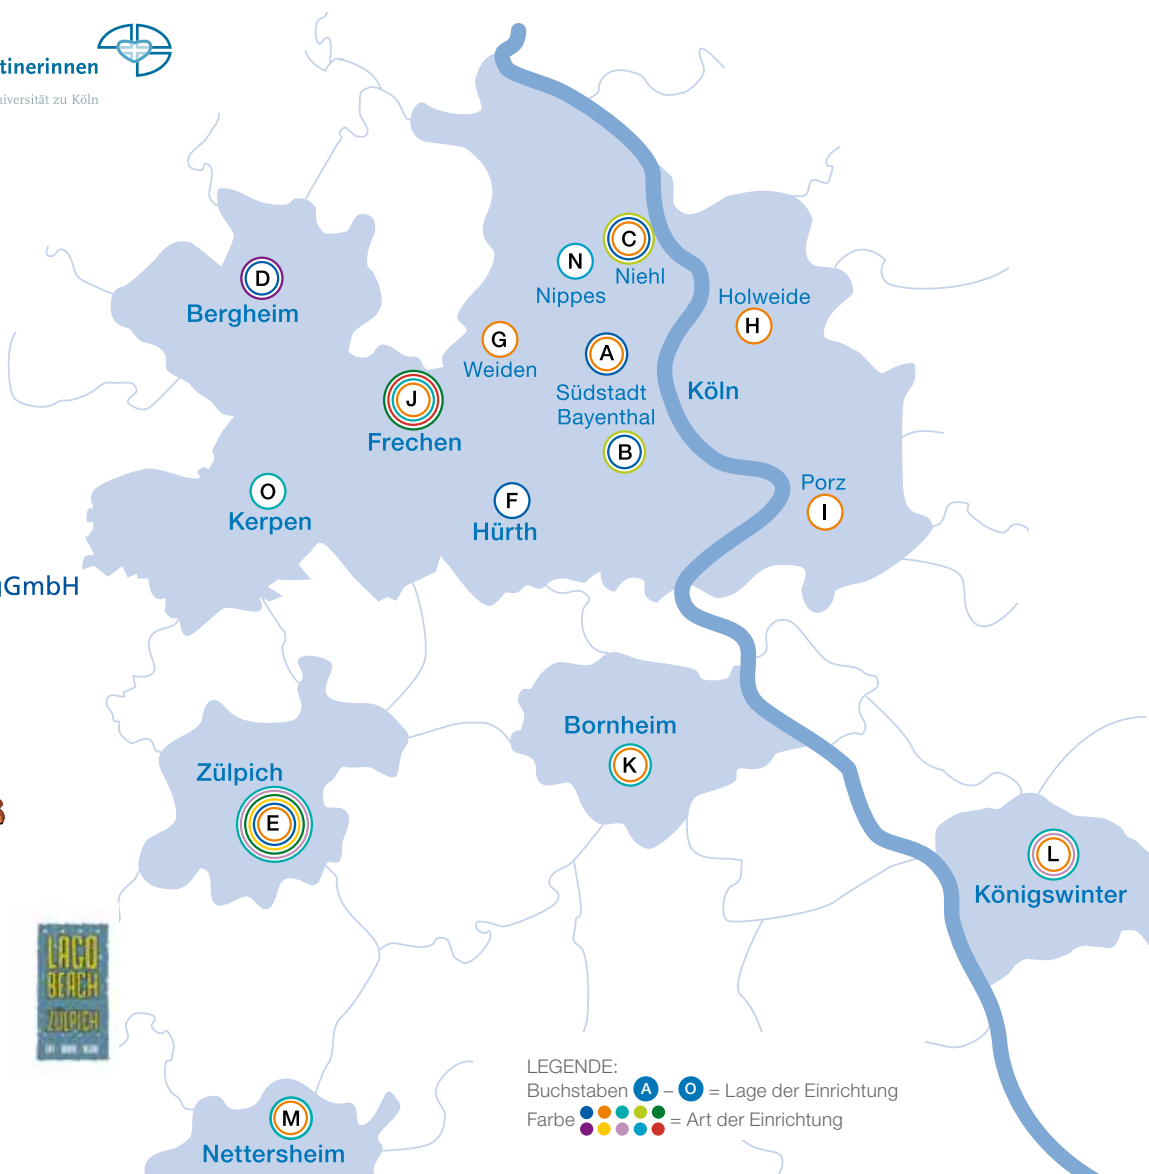 tinerinnen
niversität zu Köln
C
N
Niehl
D
Nippes
Holweide
Bergheim
H
G
A
Weiden
Südstadt
Köln
J
Bayenthal
Frechen
B
O
Porz
F
I
Kerpen
Hürth
gGmbH
Bornheim
K
Zülpich
E
L
Königswinter
LAGO
BEACH
ZÜLPICH
LEGENDE:
Buchstaben A – O = Lage der Einrichtung
Farbe = Art der Einrichtung
M
Nettersheim